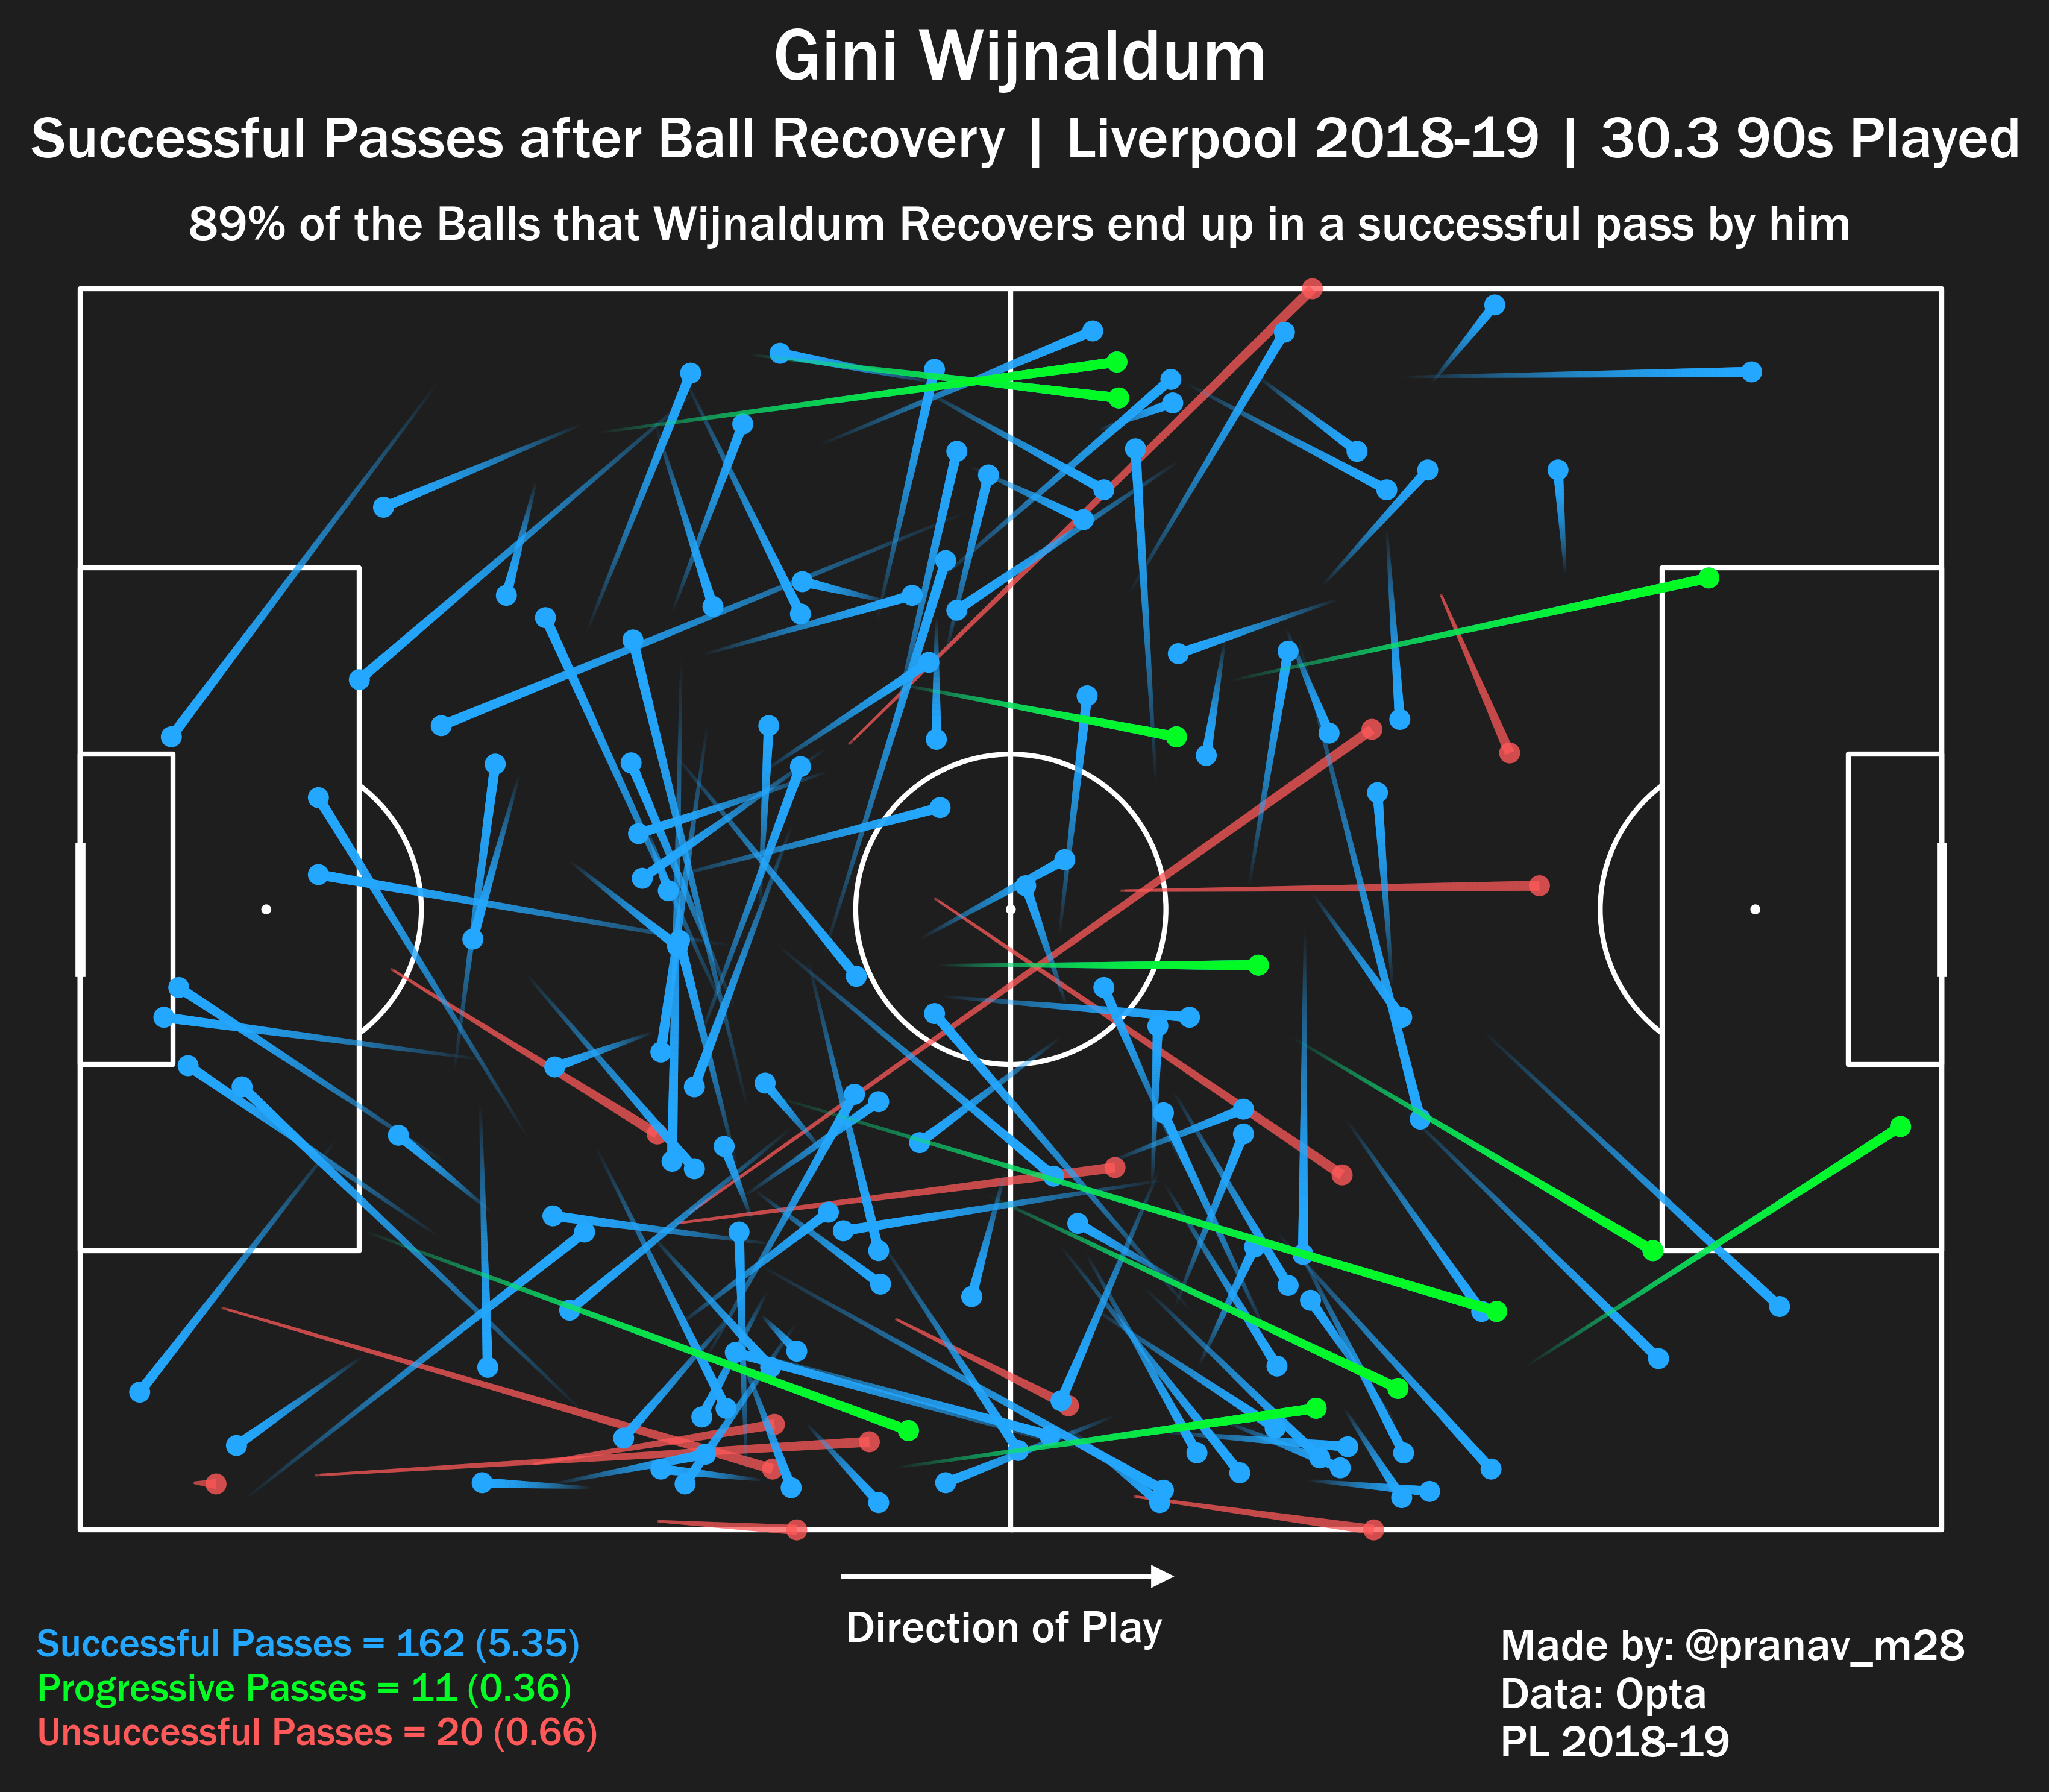 Gini Wijnaldum
Successful Passes after Ball Recovery | Liverpool 2018-19 | 30.3 90s Played
89% of the Balls that Wijnaldum Recovers end up in a successful pass by him
Direction of Play
Successful Passes = 162 (5.35)
Progressive Passes = 11 (0.36)
Unsuccessful Passes = 20 (0.66)
Made by: @pranav_m28
Data: Opta
PL 2018-19